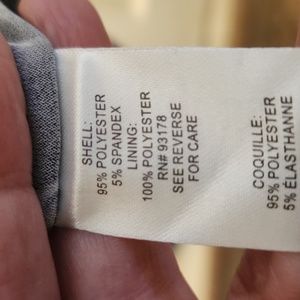 SHELL:
95% POLYESTER
5% SPANDEX
LINING:
100% POLYESTER
RN# 93178
SEE REVERSE
FOR CARE
COQUILLE:
95% POLYESTER
5% ÉLASTHANNE